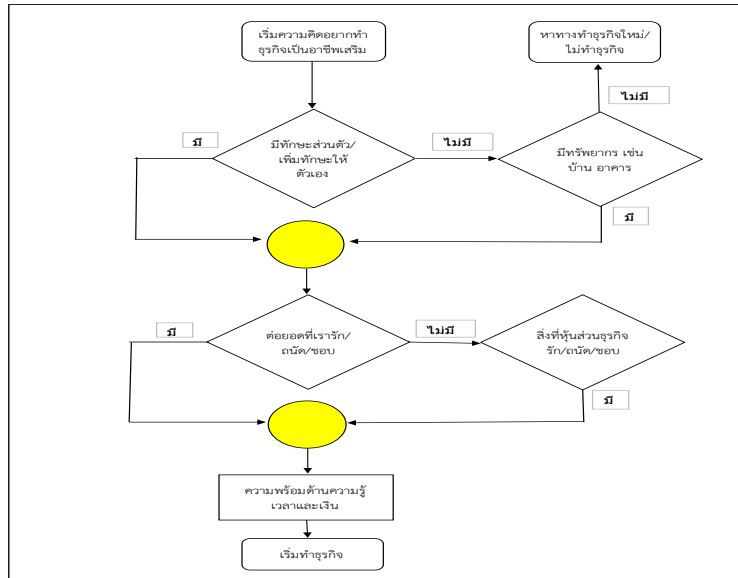 เริ่มความคิดอยากทำ
ธุรกิจเป็นอาชีพเสริม
หาทางทำธุรกิจใหม่/
ไม่ทำธุรกิจ
ไม่มี
มี
มีทักษะส่วนตัว/
เพิ่มทักษะให้
ตัวเอง
ไม่มี
มีทรัพยากร เช่น
บ้าน อาคาร
มี
มี
ต่อยอดที่เรารัก/
ถนัด/ชอบ
ไม่มี
สิ่งที่หุ้นส่วนธุรกิจ
รัก/ถนัด/ชอบ
มี
ความพร้อมด้านความรู้
เวลาและเงิน
เริ่มทำธุรกิจ